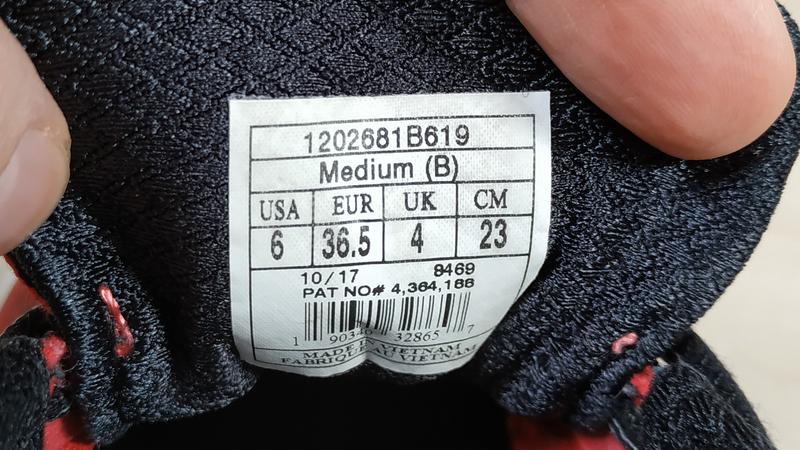 1202681B619
Medium (B)
USA EUR UK CM
6 36.5 4 23
10/17 8469
PAT NO# 4,364,188
1 90346 32865 7
MADE IN VIETNAM
FABRIQUE AU VIETNAM